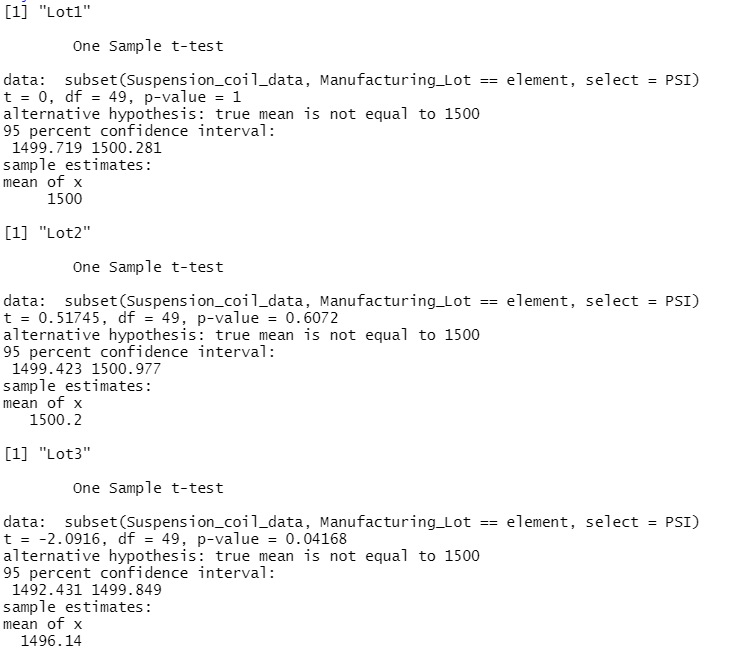 [1] "Lot1"
One Sample t-test
data:  subset(Suspension_coil_data, Manufacturing_Lot == element, select = PSI)
t = 0, df = 49, p-value = 1
alternative hypothesis: true mean is not equal to 1500
95 percent confidence interval:
1499.719 1500.281
sample estimates:
mean of x
1500
[1] "Lot2"
One Sample t-test
data:  subset(Suspension_coil_data, Manufacturing_Lot == element, select = PSI)
t = 0.51745, df = 49, p-value = 0.6072
alternative hypothesis: true mean is not equal to 1500
95 percent confidence interval:
1499.423 1500.977
sample estimates:
mean of x
1500.2
[1] "Lot3"
One Sample t-test
data:  subset(Suspension_coil_data, Manufacturing_Lot == element, select = PSI)
t = -2.0916, df = 49, p-value = 0.04168
alternative hypothesis: true mean is not equal to 1500
95 percent confidence interval:
1492.431 1499.849
sample estimates:
mean of x
1496.14